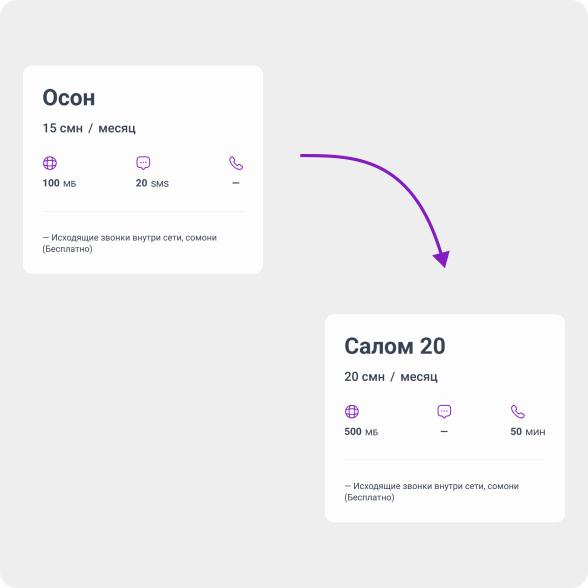 Осон
15 смн / месяц
100 МБ 20 SMS —
— Исходящие звонки внутри сети, сомони
(Бесплатно)
Салом 20
20 смн / месяц
500 МБ — 50 МИН
— Исходящие звонки внутри сети, сомони
(Бесплатно)